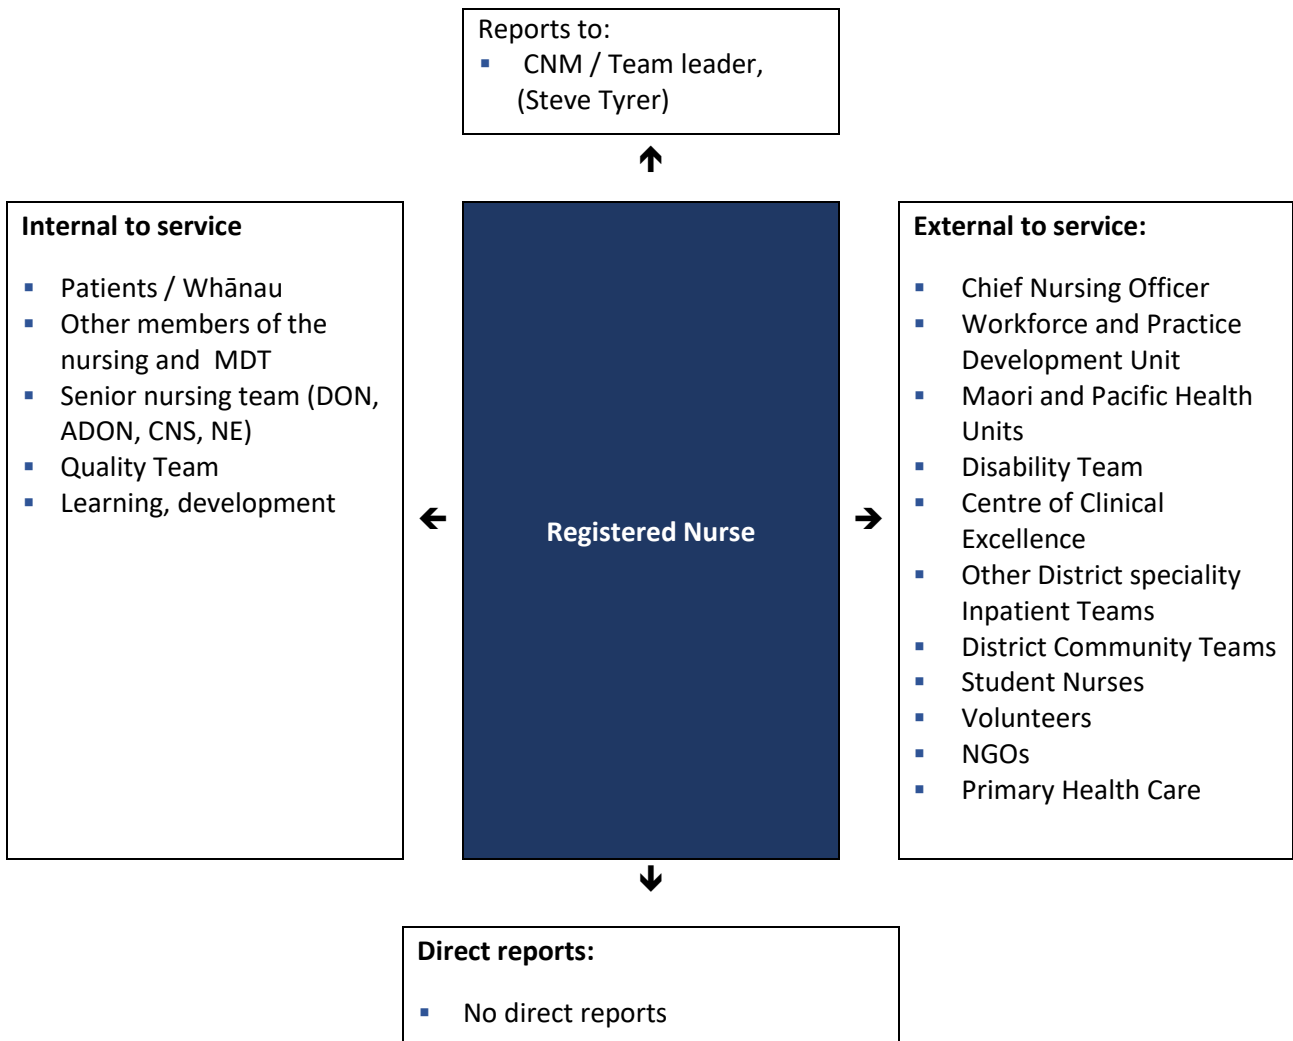 Reports to:
▪ CNM / Team leader,
(Steve Tyrer)
Internal to service
▪ Patients / Whānau
▪ Other members of the
nursing and MDT
▪ Senior nursing team (DON,
ADON, CNS, NE)
▪ Quality Team
▪ Learning, development
Registered Nurse
External to service:
▪ Chief Nursing Officer
▪ Workforce and Practice
Development Unit
▪ Maori and Pacific Health
Units
▪ Disability Team
▪ Centre of Clinical
Excellence
▪ Other District speciality
Inpatient Teams
▪ District Community Teams
▪ Student Nurses
▪ Volunteers
▪ NGOs
▪ Primary Health Care
Direct reports:
▪ No direct reports